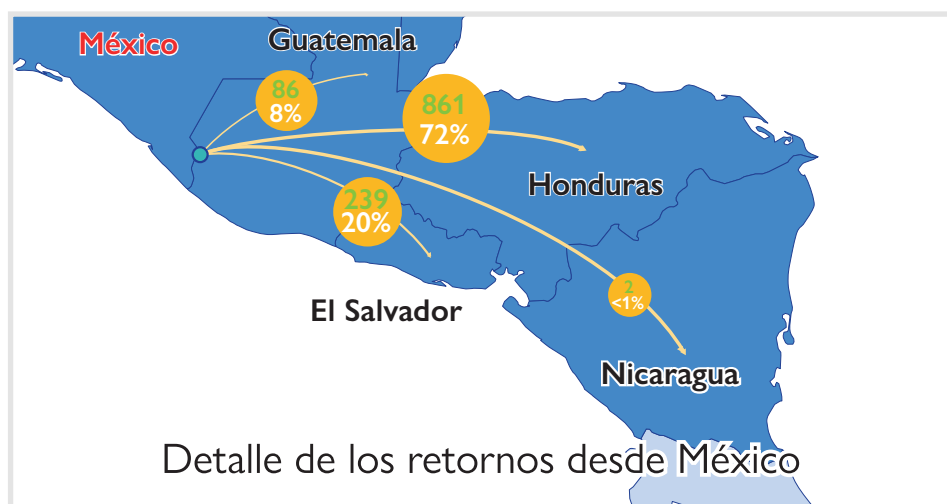 México
Guatemala
86
8%
861
72%
Honduras
239
20%
2
<1%
El Salvador
Nicaragua
Detalle de los retornos desde México